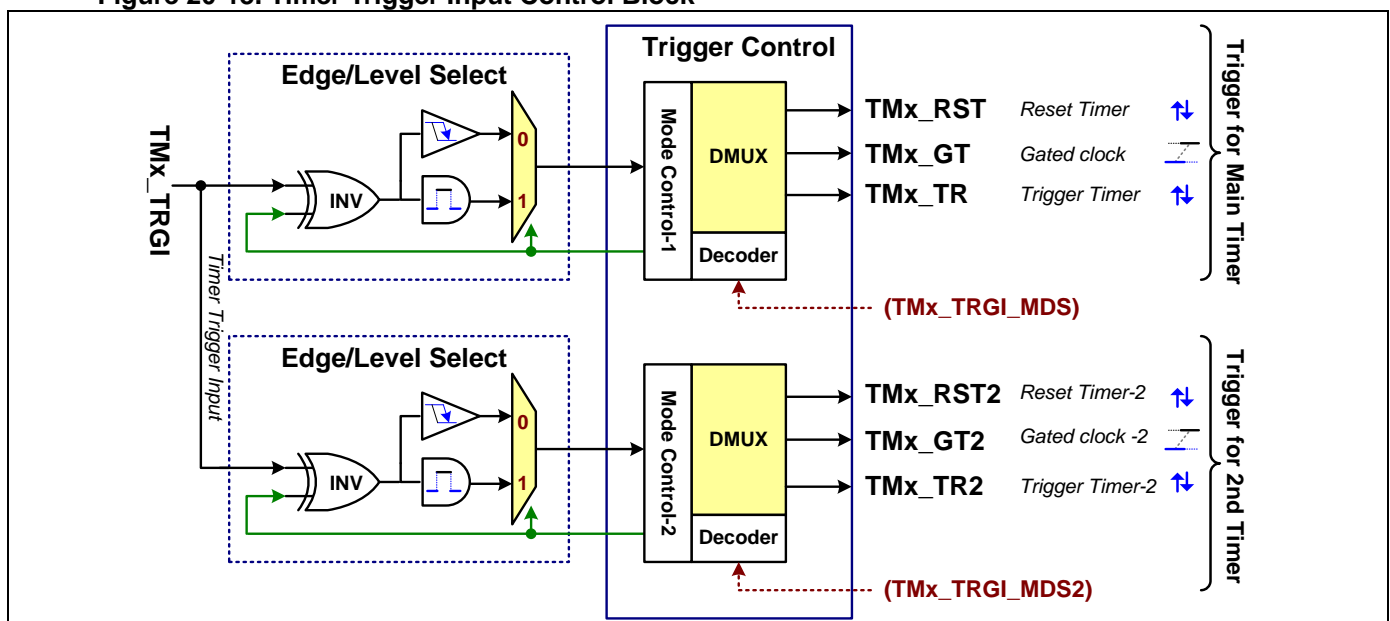 Figure 20-18. Timer Trigger Input Control Block
Trigger Control
Edge/Level Select
TMx_TRGI
Timer Trigger Input
INV
0
1
Mode Control-1
DMUX
Decoder
TMx_RST Reset Timer
TMx_GT Gated clock
TMx_TR Trigger Timer
(TMx_TRGI_MDS)
Trigger for Main Timer
Edge/Level Select
INV
0
1
Mode Control-2
DMUX
Decoder
TMx_RST2 Reset Timer-2
TMx_GT2 Gated clock -2
TMx_TR2 Trigger Timer-2
(TMx_TRGI_MDS2)
Trigger for 2nd Timer